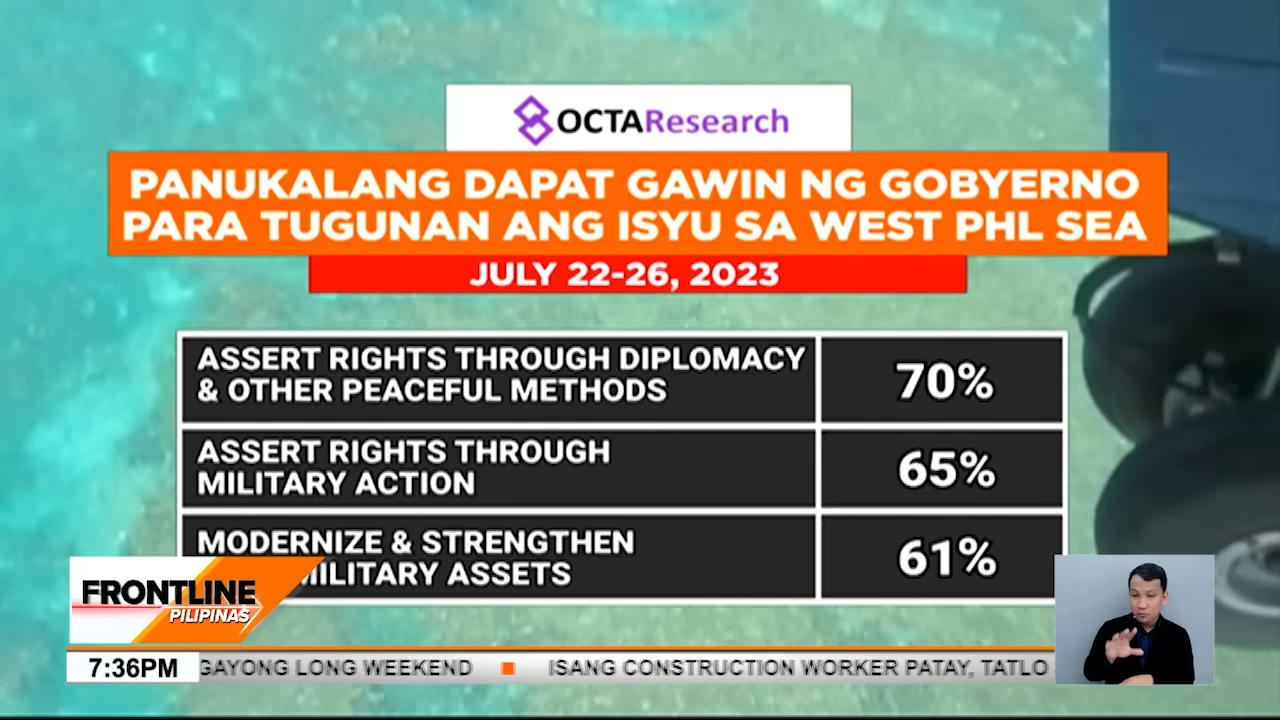 OCTAResearch
PANUKALANG DAPAT GAWIN NG GOBYERNO
PARA TUGUNAN ANG ISYU SA WEST PHL SEA
JULY 22-26, 2023
ASSERT RIGHTS THROUGH DIPLOMACY
& OTHER PEACEFUL METHODS
70%
ASSERT RIGHTS THROUGH
MILITARY ACTION
65%
MODERNIZE & STRENGTHEN
MILITARY ASSETS
61%
FRONTLINE
PILIPINAS
7:36PM
GAYONG LONG WEEKEND ■ ISANG CONSTRUCTION WORKER PATAY, TATLO